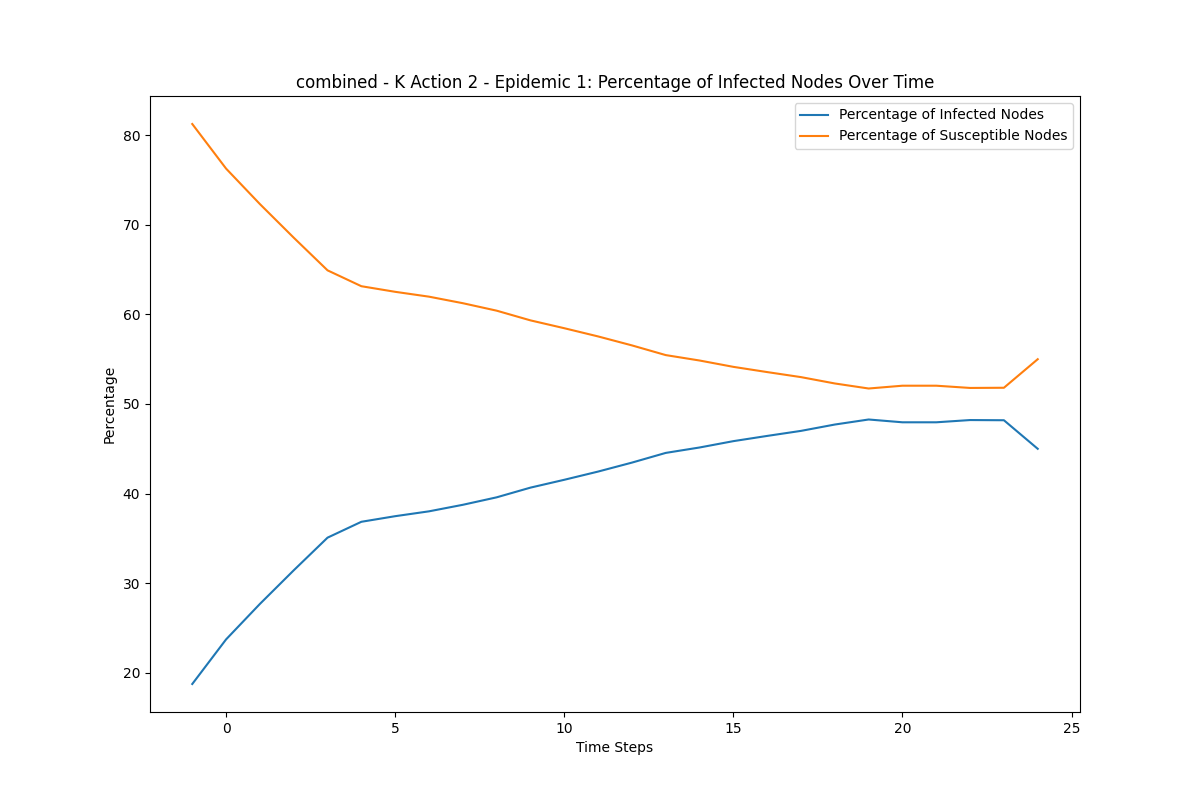 combined - K Action 2 - Epidemic 1: Percentage of Infected Nodes Over Time
Percentage of Infected Nodes
Percentage of Susceptible Nodes
Percentage
80
70
60
50
40
30
20
0 5 10 15 20 25
Time Steps